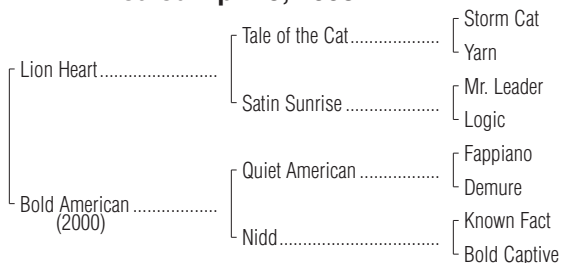 Storm Cat
Tale of the Cat....................
Yarn
Lion Heart..........................
Mr. Leader
Satin Sunrise.....................
Logic
Fappiano
Quiet American..................
Demure
Bold American...................
(2000)
Known Fact
Nidd....................................
Bold Captive